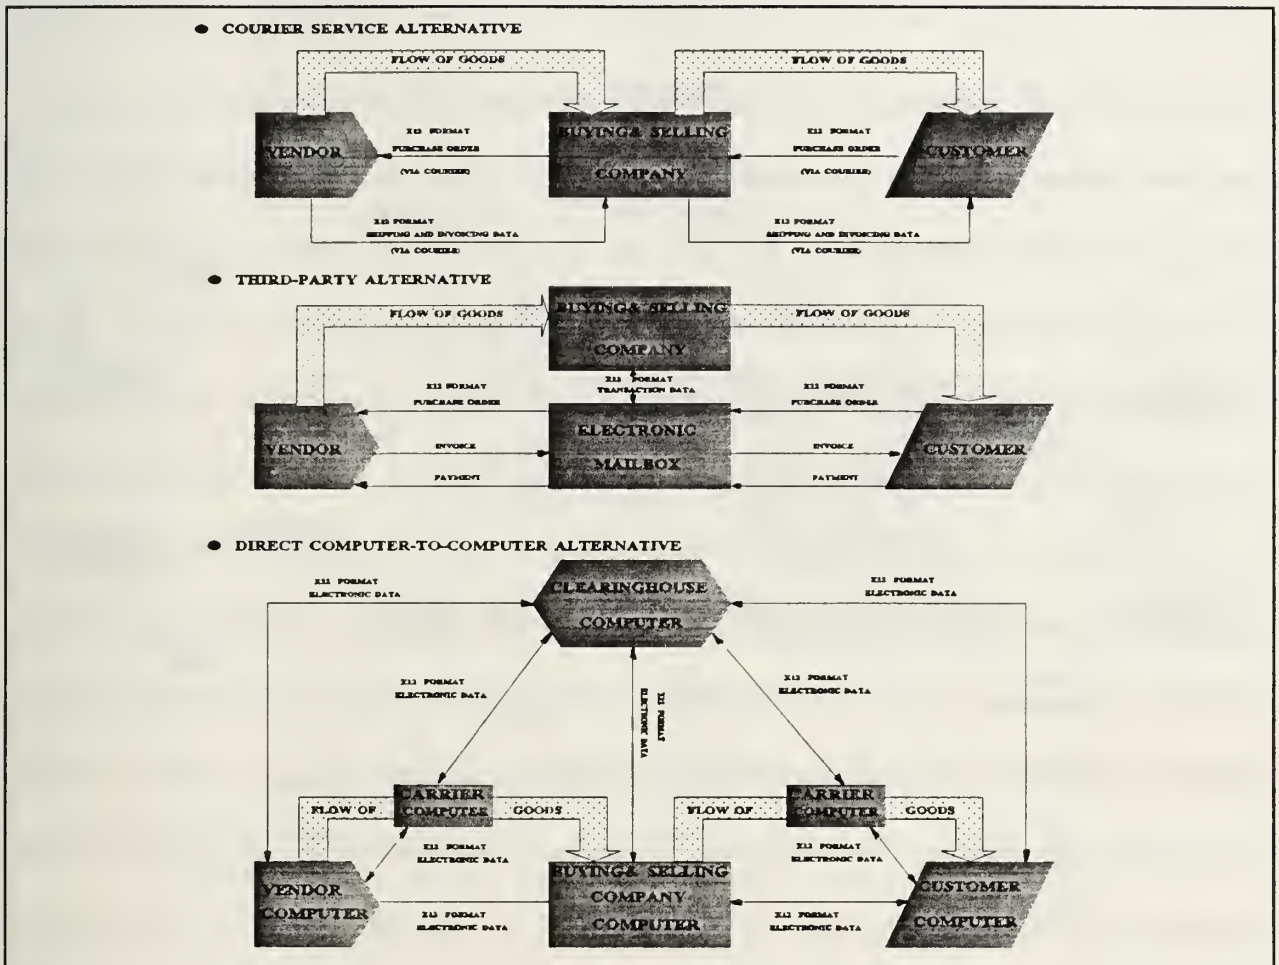 ● COURIER SERVICE ALTERNATIVE
FLOW OF GOODS
FLOW OF GOODS
VENDOR
X12 FORMAT
PURCHASE ORDER
(VIA COURIER)
BUYING& SELLING
COMPANY
X12 FORMAT
PURCHASE ORDER
(VIA COURIER)
CUSTOMER
X12 FORMAT
SHIPPING AND INVOICING DATA
(VIA COURIER)
X12 FORMAT
SHIPPING AND INVOICING DATA
(VIA COURIER)
● THIRD-PARTY ALTERNATIVE
FLOW OF GOODS
BUYING& SELLING
COMPANY
FLOW OF GOODS
X12 FORMAT
TRANSACTION DATA
X12 FORMAT
PURCHASE ORDER
X12 FORMAT
PURCHASE ORDER
VENDOR
INVOICE
PAYMENT
ELECTRONIC
MAILBOX
INVOICE
PAYMENT
CUSTOMER
● DIRECT COMPUTER-TO-COMPUTER ALTERNATIVE
X12 FORMAT
ELECTRONIC DATA
CLEARINGHOUSE
COMPUTER
X12 FORMAT
ELECTRONIC DATA
X12 FORMAT
ELECTRONIC DATA
X12 FORMAT
ELECTRONIC DATA
X12 FORMAT
ELECTRONIC DATA
FLOW OF
CARRIER
COMPUTER
GOODS
FLOW OF
CARRIER
COMPUTER
GOODS
X12 FORMAT
ELECTRONIC DATA
X12 FORMAT
ELECTRONIC DATA
VENDOR
COMPUTER
X12 FORMAT
ELECTRONIC DATA
BUYING& SELLING
COMPANY
COMPUTER
X12 FORMAT
ELECTRONIC DATA
CUSTOMER
COMPUTER